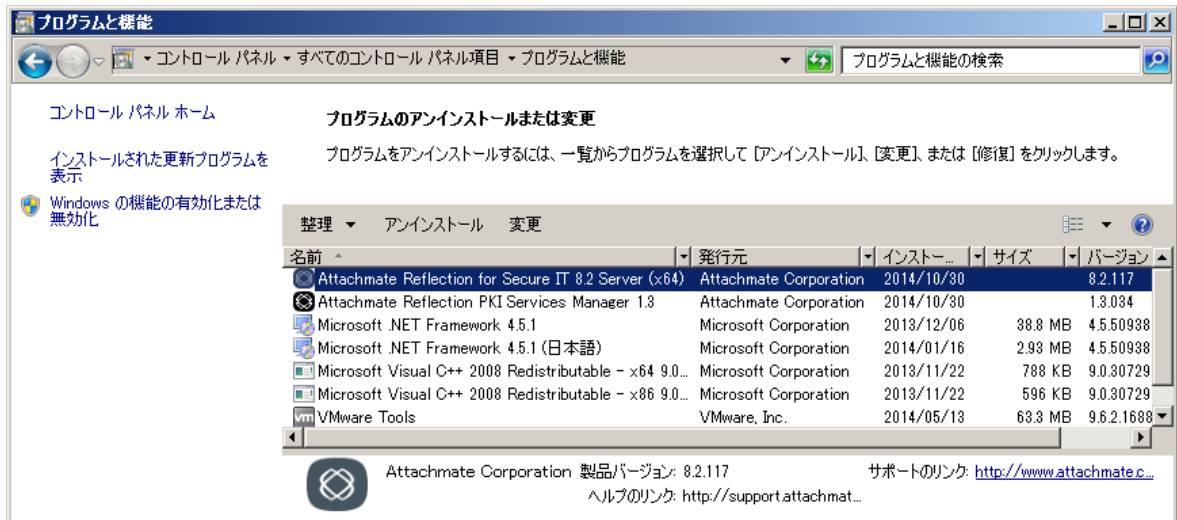 プログラムと機能
コントロール パネル すべてのコントロール パネル項目 プログラムと機能 プログラムと機能の検索
コントロール パネル ホーム
インストールされた更新プログラムを
表示
Windows の機能の有効化または
無効化
プログラムのアンインストールまたは変更
プログラムをアンインストールするには、一覧からプログラムを選択して [アンインストール]、[変更]、または [修復] をクリックします。
整理 アンインストール 変更
名前 発行元 インストー... サイズ バージョン
Attachmate Reflection for Secure IT 8.2 Server (x64) Attachmate Corporation 2014/10/30 8.2.117
Attachmate Reflection PKI Services Manager 1.3 Attachmate Corporation 2014/10/30 1.3.034
Microsoft .NET Framework 4.5.1 Microsoft Corporation 2013/12/06 38.8 MB 4.5.50938
Microsoft .NET Framework 4.5.1 (日本語) Microsoft Corporation 2014/01/16 2.93 MB 4.5.50938
Microsoft Visual C++ 2008 Redistributable - x64 9.0... Microsoft Corporation 2013/11/22 788 KB 9.0.30729
Microsoft Visual C++ 2008 Redistributable - x86 9.0... Microsoft Corporation 2013/11/22 596 KB 9.0.30729
vm VMware Tools VMware, Inc. 2014/05/13 63.3 MB 9.6.2.1688
Attachmate Corporation 製品バージョン: 8.2.117 サポートのリンク: http://www.attachmate.c...
ヘルプのリンク: http://support.attachmat...